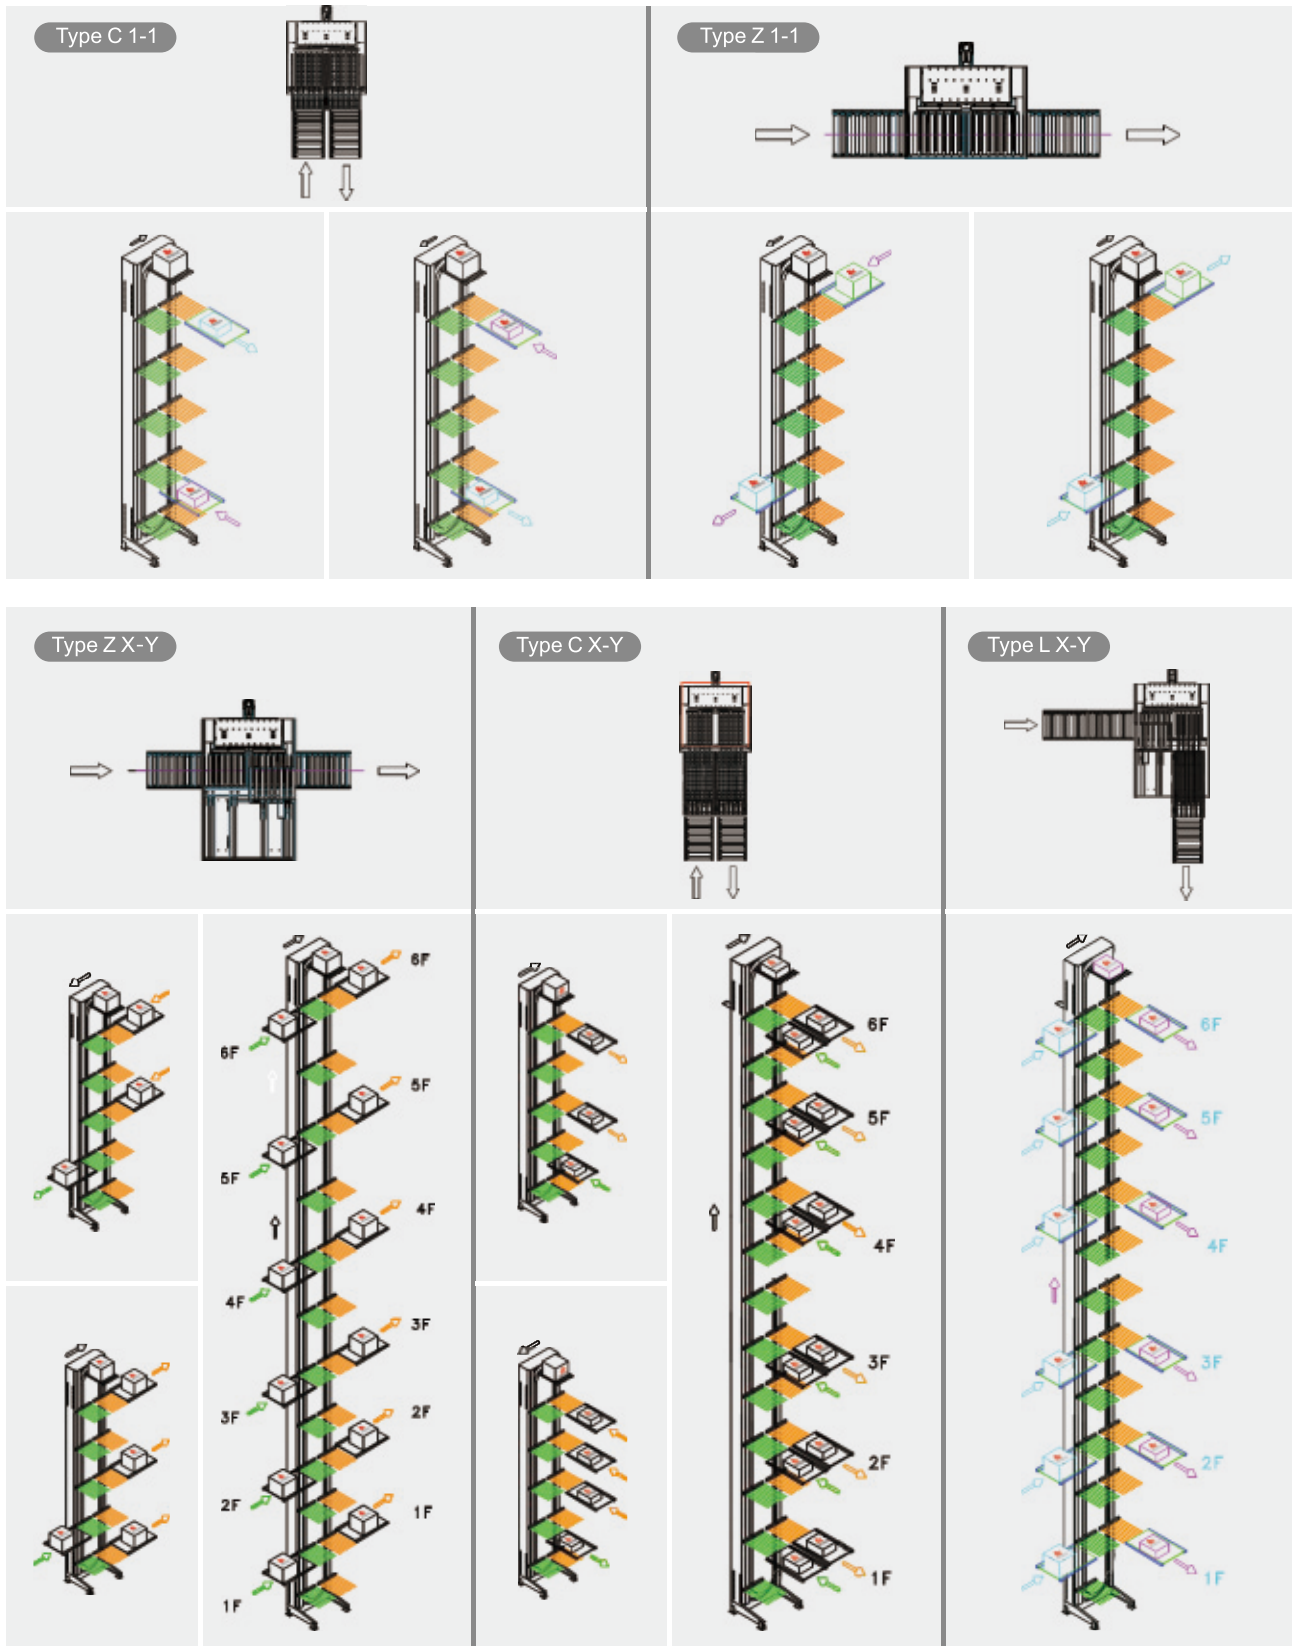 Type C 1-1
Type Z 1-1
Type Z X-Y
Type C X-Y
Type L X-Y
6F
6F
5F
5F
4F
4F
3F
3F
2F
2F
1F
1F
6F
5F
4F
3F
2F
1F
6F
5F
4F
3F
2F
1F